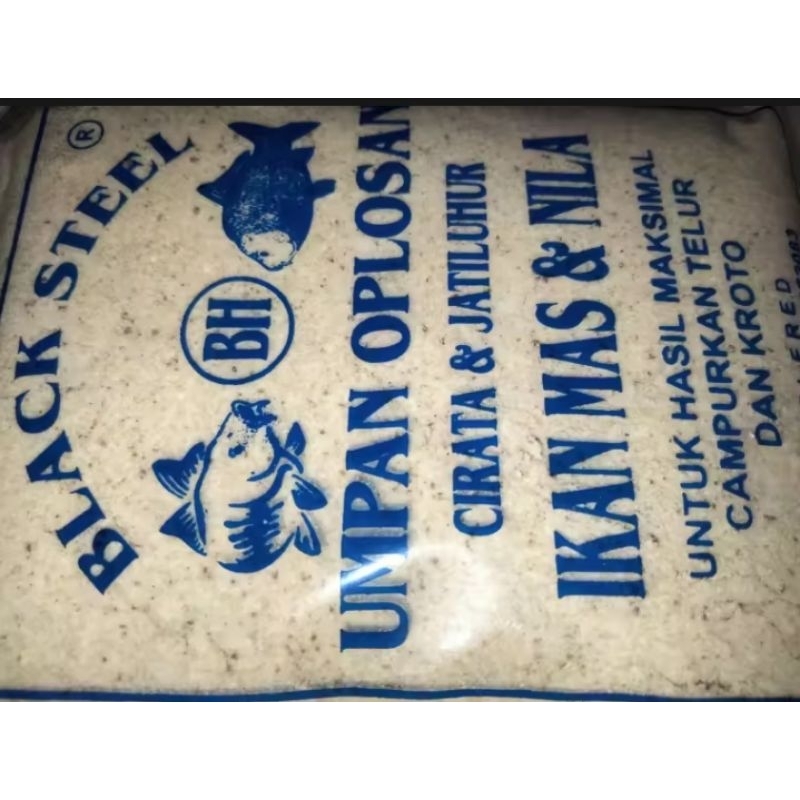 BLACK STEEL ®
BH
UMPAN OPLOSAN
CIRATA & JATILUHUR
IKAN MAS & NILA
UNTUK HASIL MAKSIMAL
CAMPURKAN TELUR
DAN KROTO